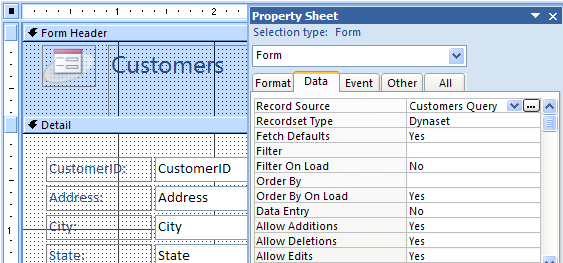 1 2
Form Header
Customers
Detail
CustomerID: CustomerID
Address: Address
City: City
1
State: State
Property Sheet
Selection type: Form
Form
Format Data Event Other All
Record Source Customers Query
Recordset Type Dynaset
Fetch Defaults Yes
Filter
Filter On Load No
Order By
Order By On Load Yes
Data Entry No
Allow Additions Yes
Allow Deletions Yes
Allow Edits Yes